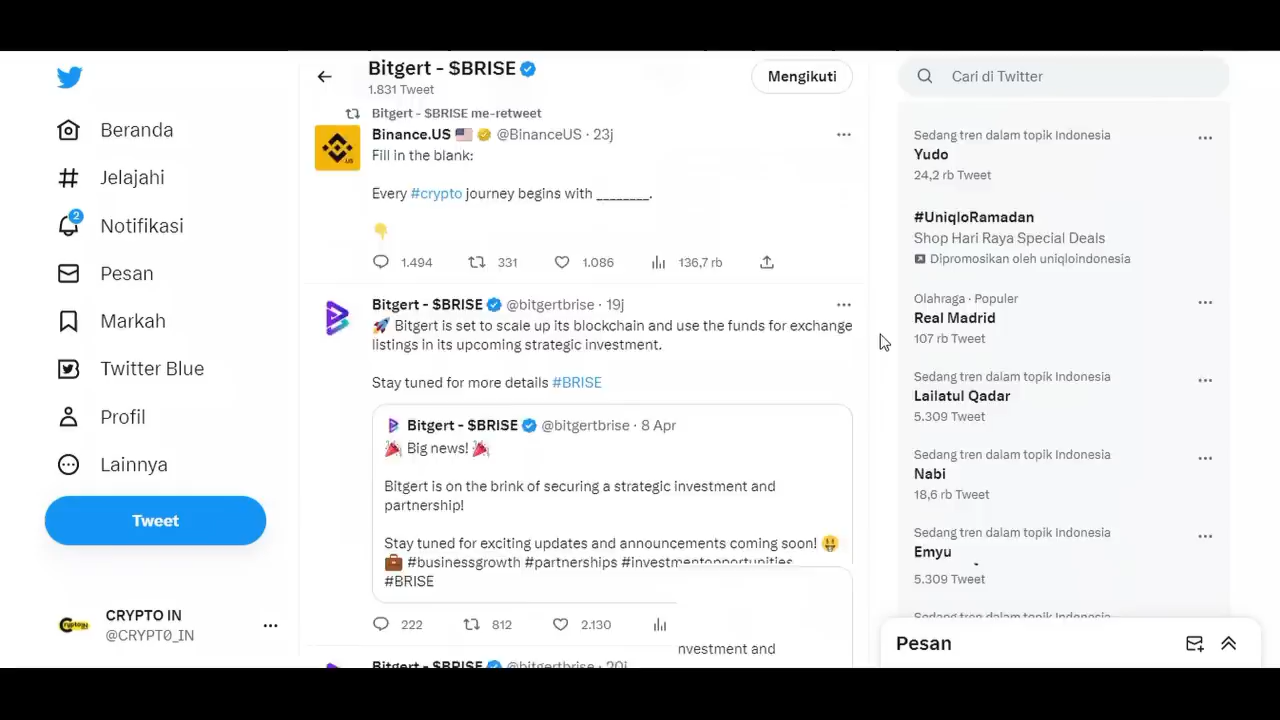 Beranda
Jelajahi
2
Notifikasi
Pesan
Markah
Twitter Blue
Profil
Lainnya
Tweet
CRYPTO IN
@CRYPT0_IN
Bitgert - $BRISE
1.831 Tweet
Mengikuti
Bitgert - $BRISE me-retweet
Binance.US @BinanceUS · 23j
Fill in the blank:
Every #crypto journey begins with ________.
1.494 331 1.086 136,7 rb
Bitgert - $BRISE @bitgertbrise · 19j
Bitgert is set to scale up its blockchain and use the funds for exchange
listings in its upcoming strategic investment.
Stay tuned for more details #BRISE
Bitgert - $BRISE @bitgertbrise · 8 Apr
Big news!
Bitgert is on the brink of securing a strategic investment and
partnership!
Stay tuned for exciting updates and announcements coming soon!
#businessgrowth #partnerships #investmentopportunities
#BRISE
222 812 2.130
nvestment and
Bitgert - $BRISE @bitgertbrise · 20j
Cari di Twitter
Sedang tren dalam topik Indonesia
Yudo
24,2 rb Tweet
#UniqloRamadan
Shop Hari Raya Special Deals
Dipromosikan oleh uniqloindonesia
Olahraga · Populer
Real Madrid
107 rb Tweet
Sedang tren dalam topik Indonesia
Lailatul Qadar
5.309 Tweet
Sedang tren dalam topik Indonesia
Nabi
18,6 rb Tweet
Sedang tren dalam topik Indonesia
Emyu
5.309 Tweet
Sedang tren dalam topik Indonesia
Pesan